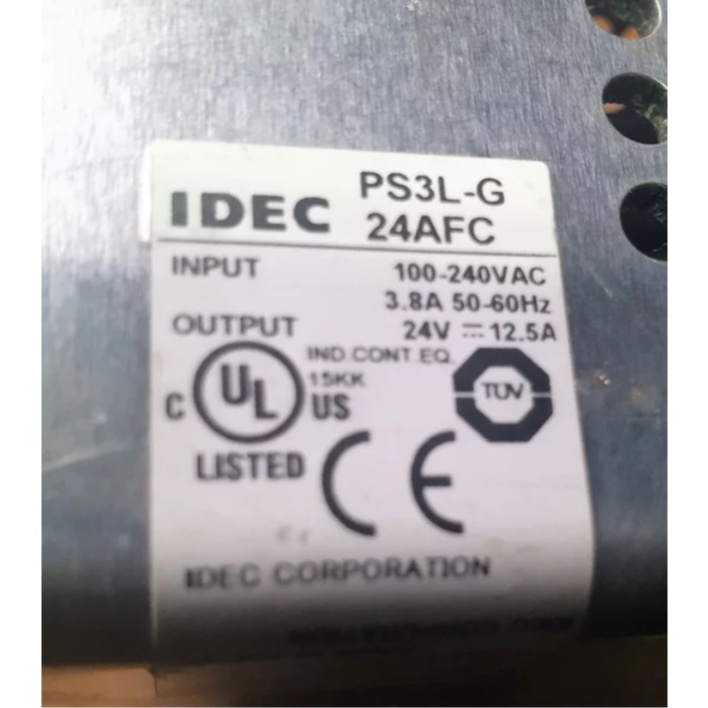 IDEC PS3L-G
24AFC
INPUT 100-240VAC
3.8A 50-60Hz
OUTPUT 24V ⎓ 12.5A
IND.CONT.EQ.
15KK
C UL US
TUV
LISTED
CE
IDEC CORPORATION